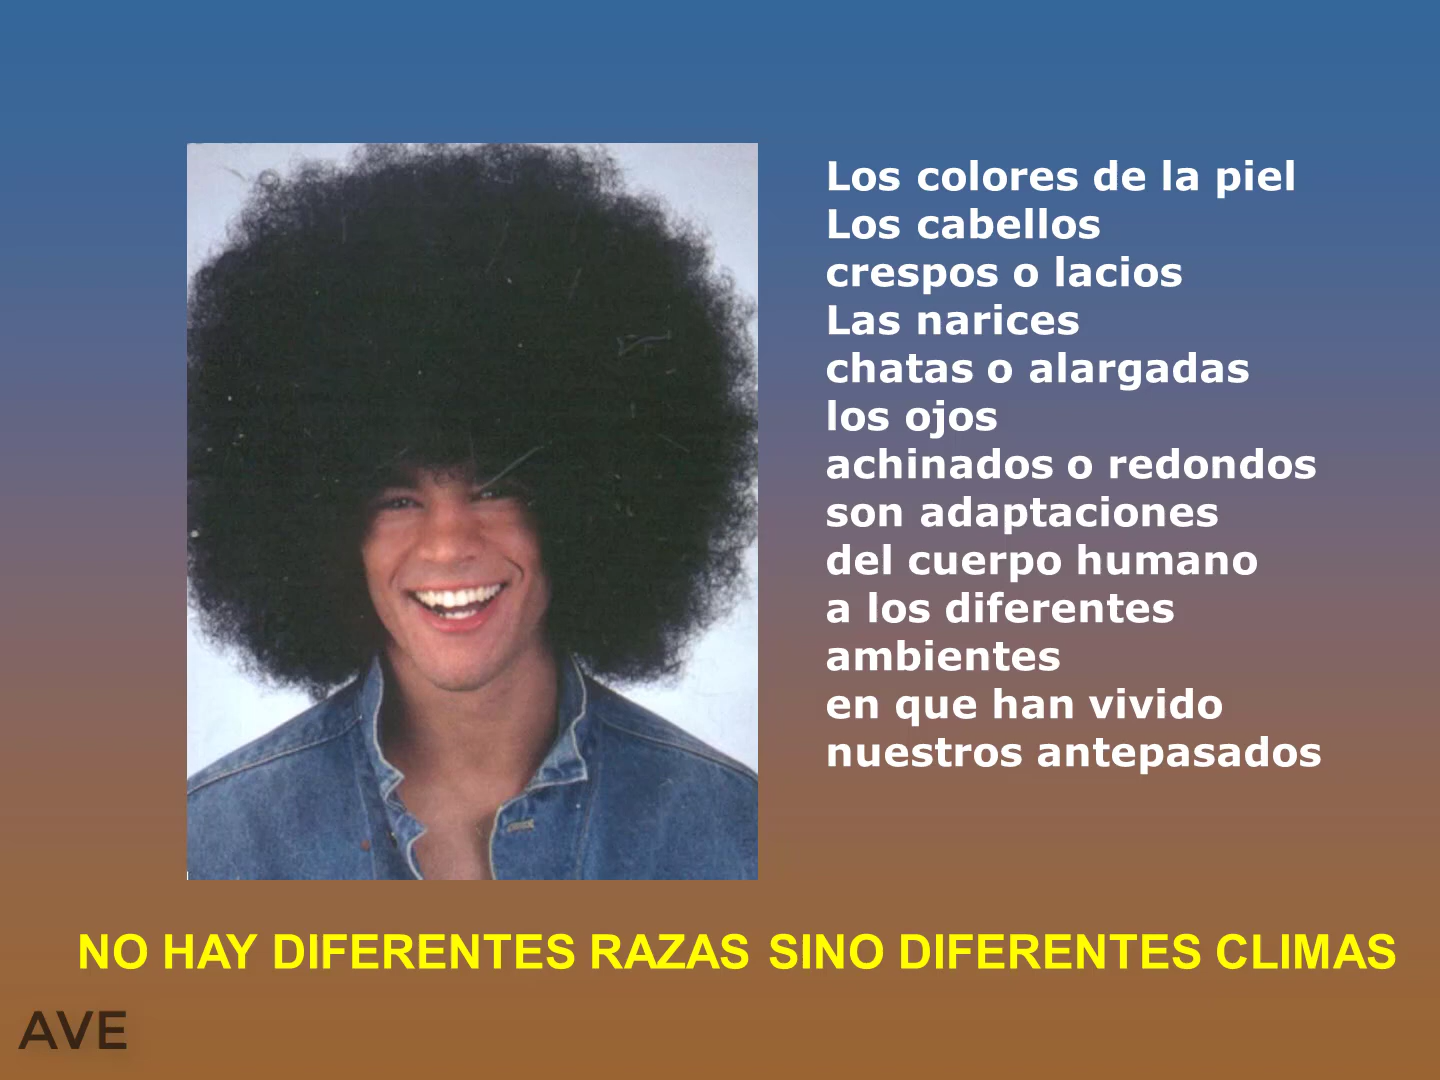 Los colores de la piel
Los cabellos
crespos o lacios
Las narices
chatas o alargadas
los ojos
achinados o redondos
son adaptaciones
del cuerpo humano
a los diferentes
ambientes
en que han vivido
nuestros antepasados
NO HAY DIFERENTES RAZAS SINO DIFERENTES CLIMAS
AVE